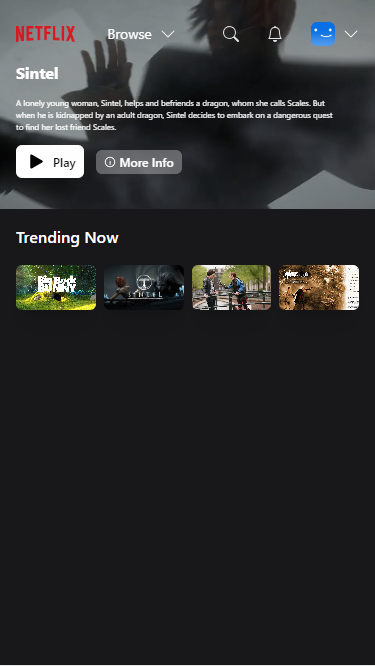 NETFLIX
Browse
Sintel
A lonely young woman, Sintel, helps and befriends a dragon, whom she calls Scales. But
when he is kidnapped by an adult dragon, Sintel decides to embark on a dangerous quest
to find her lost friend Scales.
Play
More Info
Trending Now
Big Buck
BUNNY
SINTEL